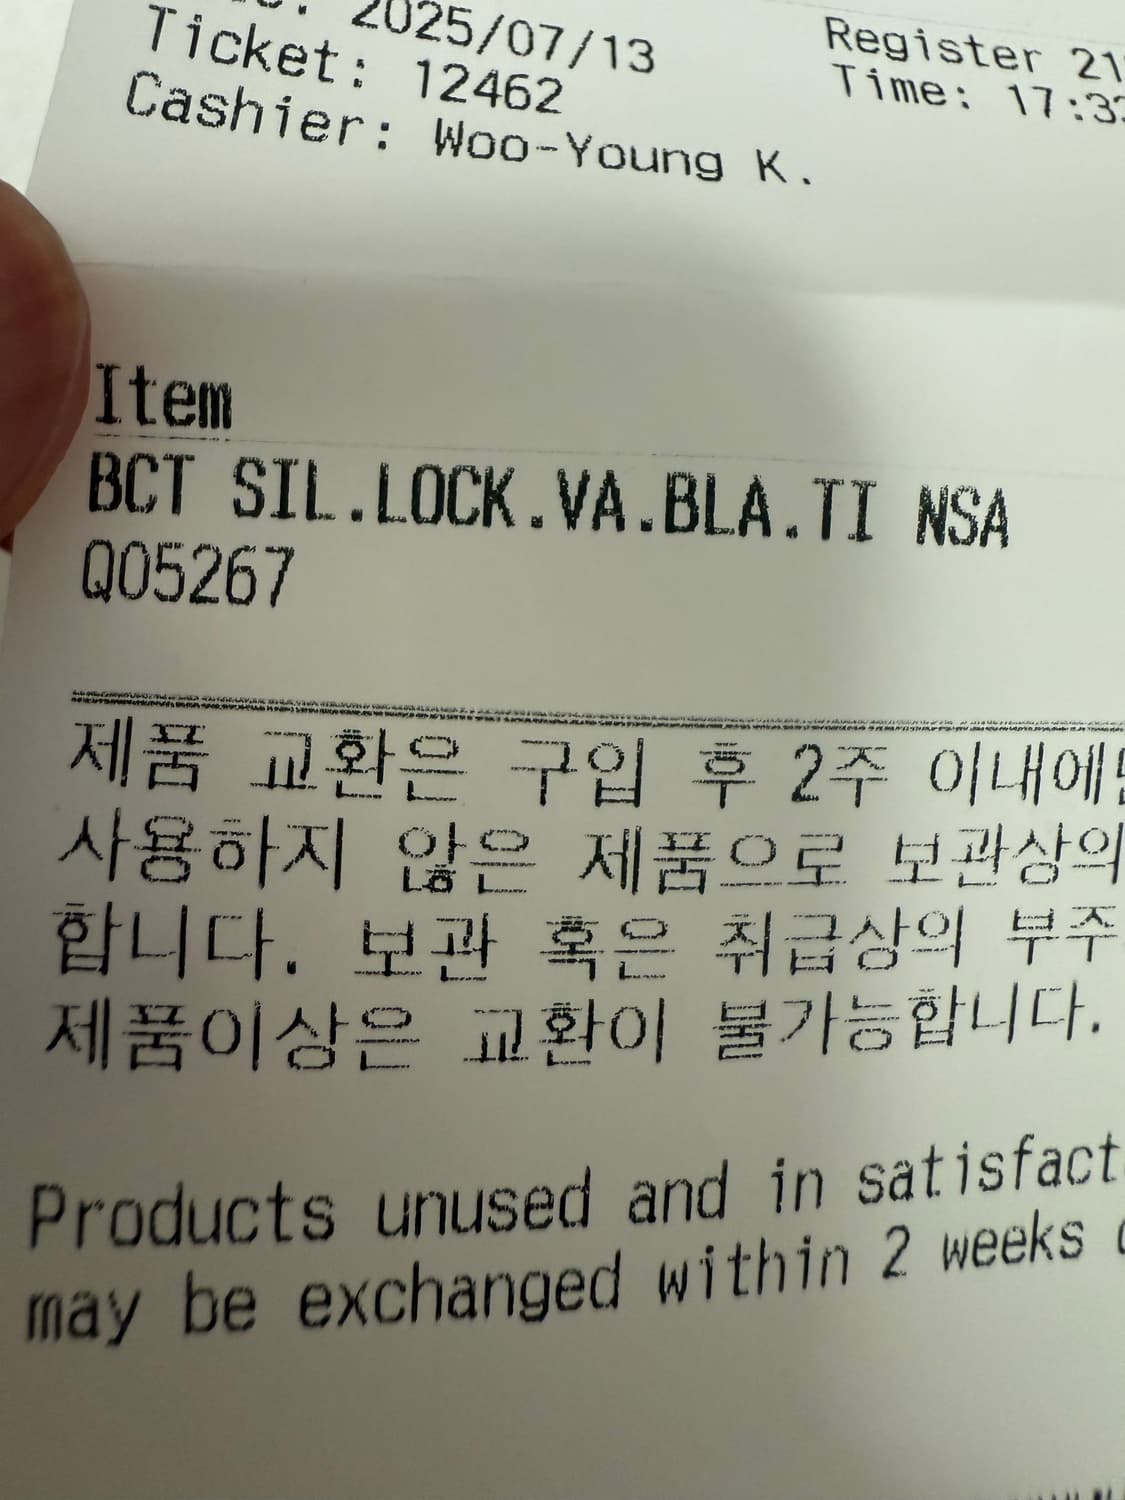 2025/07/13
Register
Ticket: 12462
Time:
Cashier: Woo-Young K.
Item
BCT SIL.LOCK.VA.BLA.TI NSA
Q05267
제품 교환은 구입 후 2주
사용하지 않은 제품으로 보관상의
합니다. 보관 혹은 취급상의
제품이상은 교환이 불가능합니다.
Products unused and in
may be exchanged within 2 weeks